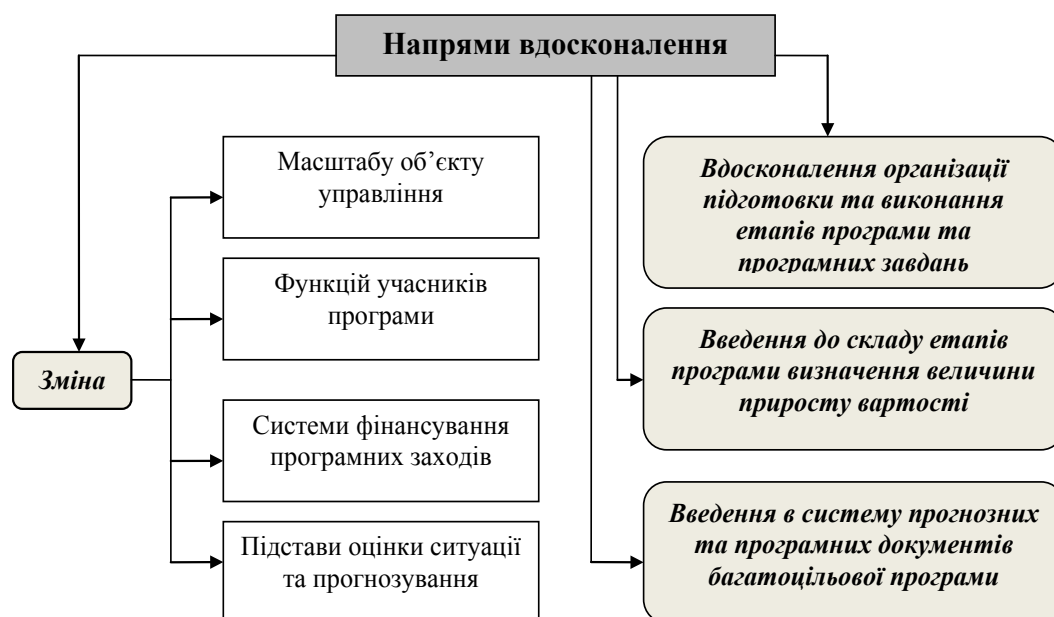 Напрями вдосконалення
Масштабу об’єкту
управління
Функцій учасників
програми
Зміна
Системи фінансування
програмних заходів
Підстави оцінки ситуації
та прогнозування
Вдосконалення організації
підготовки та виконання
етапів програми та
програмних завдань
Введення до складу етапів
програми визначення величини
приросту вартості
Введення в систему прогнозних
та програмних документів
багатоцільової програми